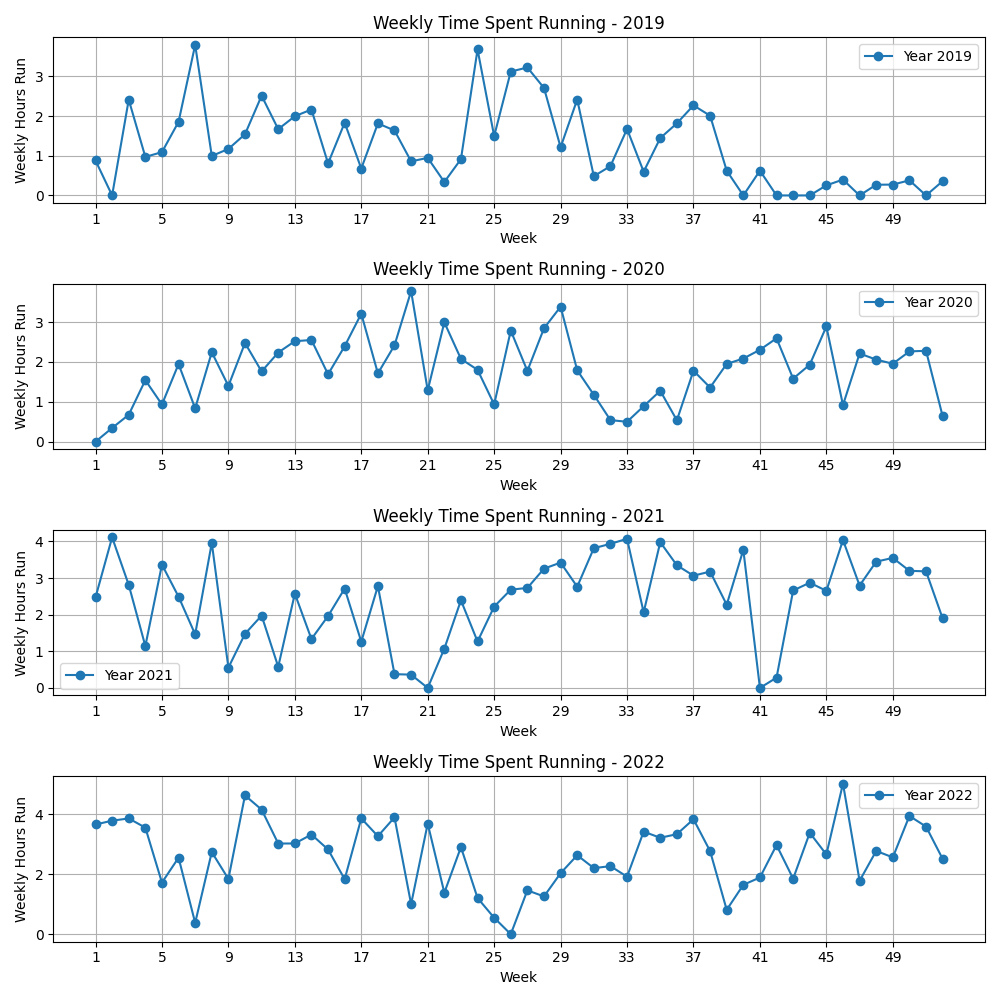 Weekly Time Spent Running - 2019
Weekly Hours Run
3
2
1
0
Year 2019
1 5 9 13 17 21 25 29 33 37 41 45 49
Week
Weekly Time Spent Running - 2020
Weekly Hours Run
3
2
1
0
Year 2020
1 5 9 13 17 21 25 29 33 37 41 45 49
Week
Weekly Time Spent Running - 2021
Weekly Hours Run
4
3
2
1
0
Year 2021
1 5 9 13 17 21 25 29 33 37 41 45 49
Week
Weekly Time Spent Running - 2022
Weekly Hours Run
4
2
0
Year 2022
1 5 9 13 17 21 25 29 33 37 41 45 49
Week